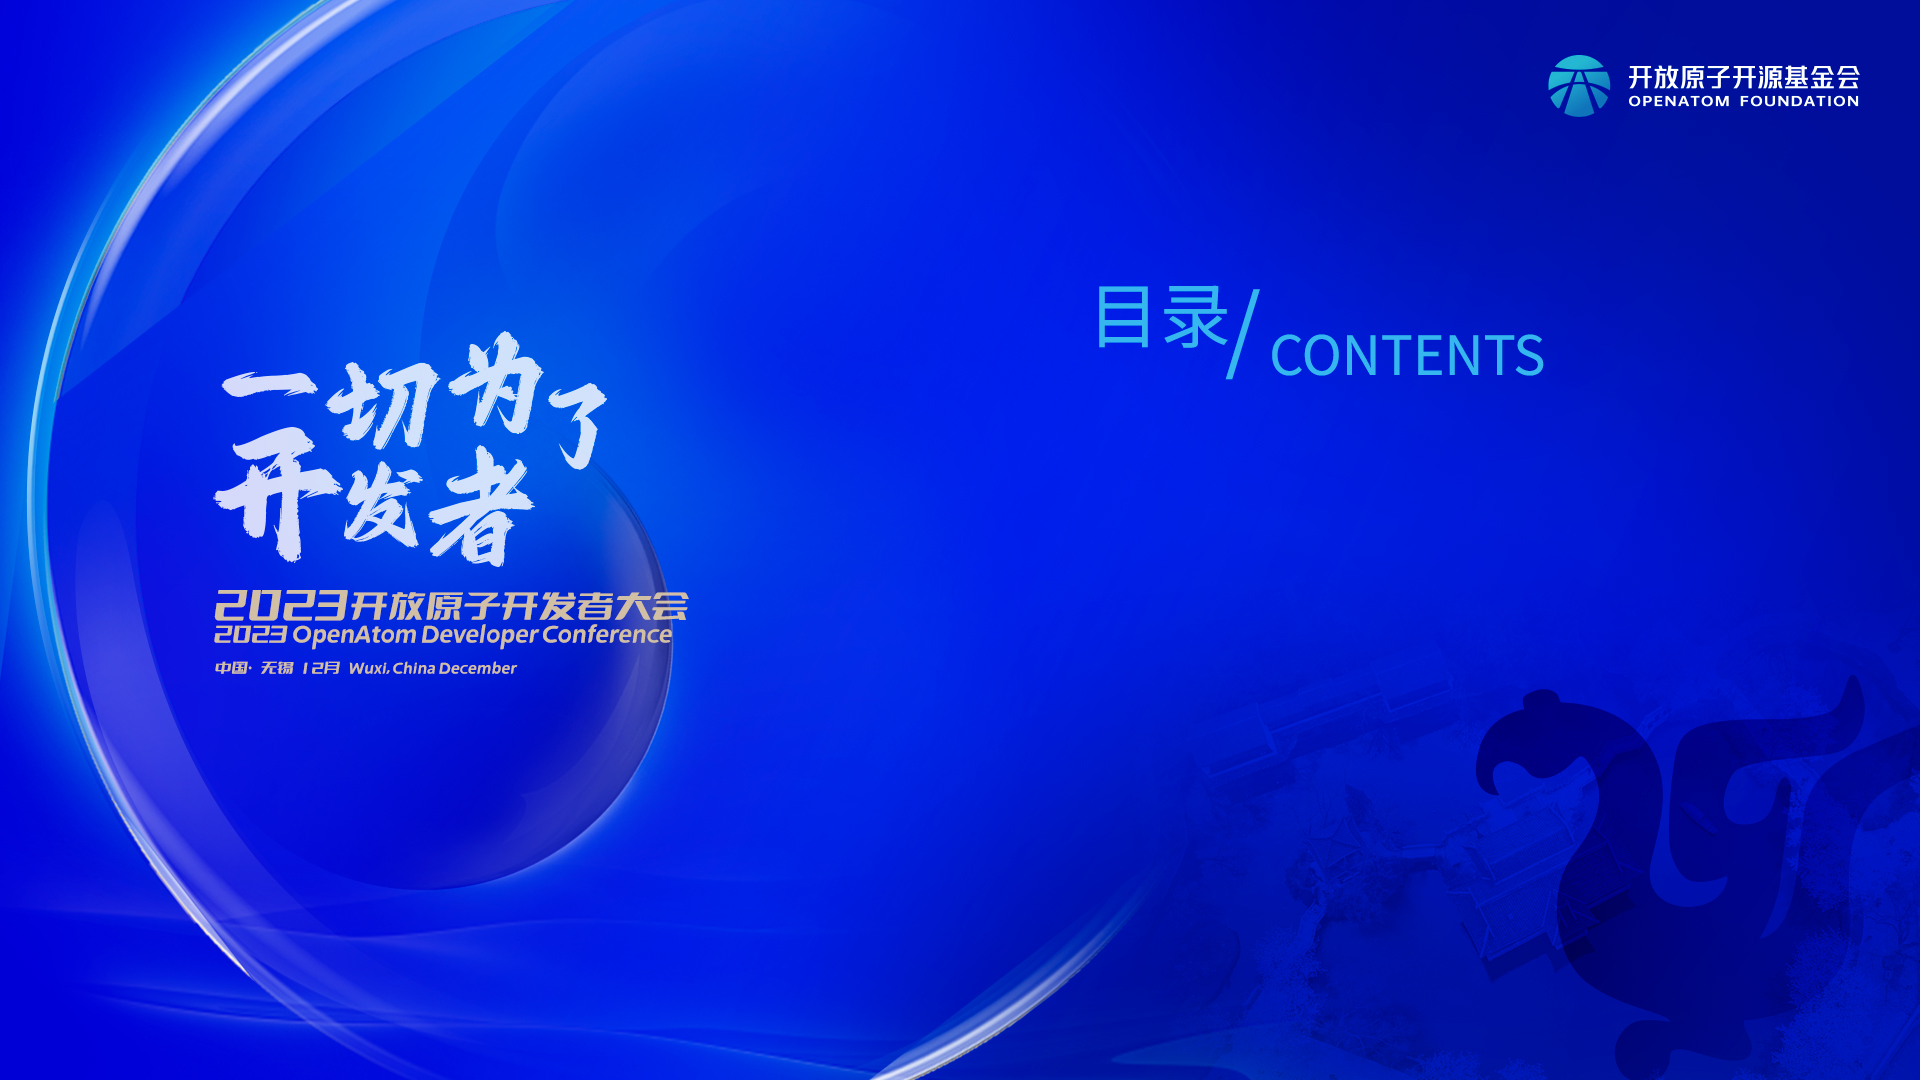 开放原子开源基金会
OPENATOM FOUNDATION
目录/CONTENTS
一切为了
开发者
2023开放原子开发者大会
2023 OpenAtom Developer Conference
中国·无锡 12月 Wuxi, China December